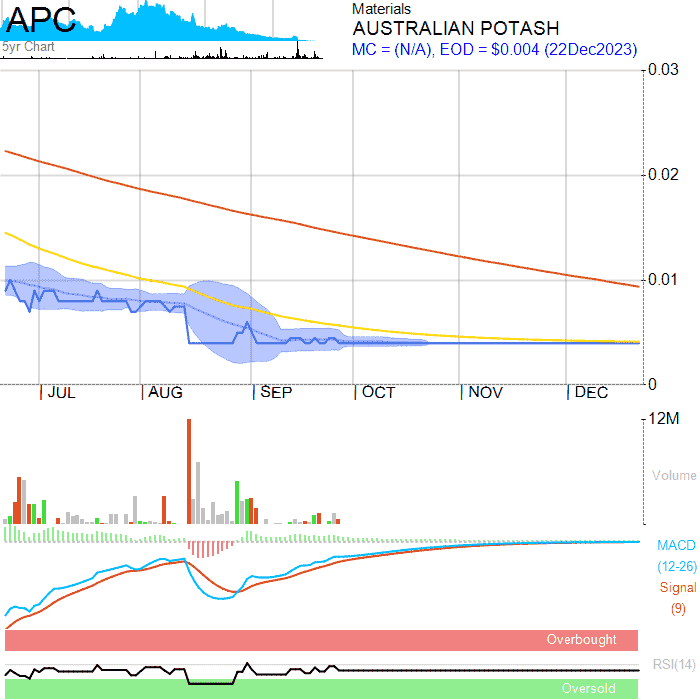 APC
5yr Chart
Materials
AUSTRALIAN POTASH
MC = (N/A), EOD = $0.004 (22Dec2023)
0.03
0.02
0.01
0
JUL AUG SEP OCT NOV DEC
12M
Volume
MACD
(12-26)
Signal
(9)
Overbought
RSI(14)
Oversold